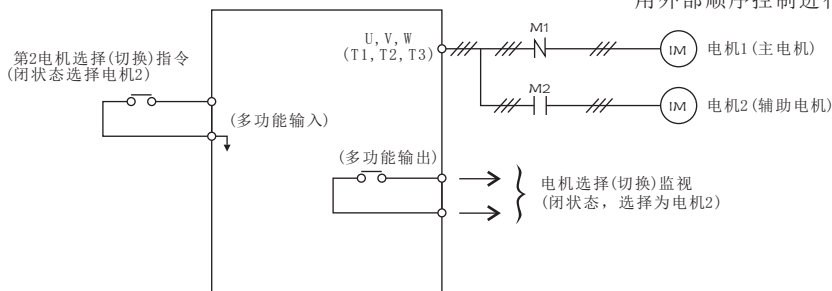 用外部顺序控制进行
U,V,W
(T1,T2,T3)
M1
IM
电机1(主电机)
第2电机选择(切换)指令
(闭状态选择电机2)
M2
IM
电机2(辅助电机)
(多功能输入)
(多功能输出)
电机选择(切换)监视
(闭状态，选择为电机2)